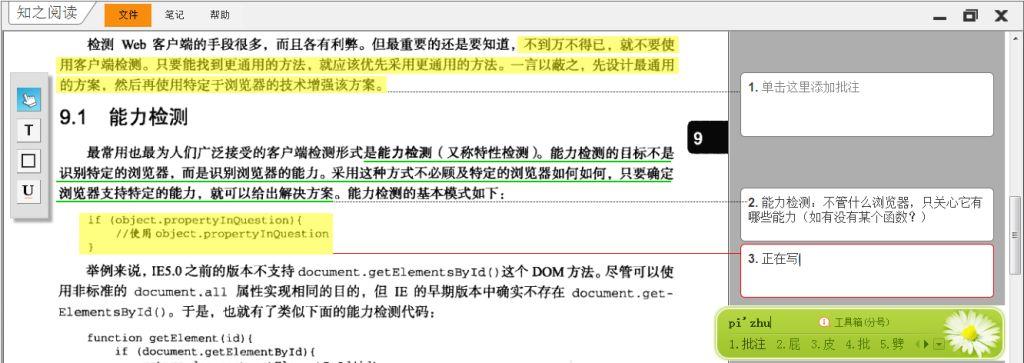 知之阅读 文件 笔记 帮助
检测 Web 客户端的手段很多，而且各有利弊。但最重要的还是要知道，不到万不得已，就不要使
用客户端检测。只要能找到更通用的方法，就应该优先采用更通用的方法。一言以蔽之，先设计最通用
的方案，然后再使用特定于浏览器的技术增强该方案。
9.1 能力检测
最常用也最为人们广泛接受的客户端检测形式是能力检测（又称特性检测）。能力检测的目标不是
识别特定的浏览器，而是识别浏览器的能力。采用这种方式不必顾及特定的浏览器如何如何，只要确定
浏览器支持特定的能力，就可以给出解决方案。能力检测的基本模式如下：
if (object.propertyInQuestion){
//使用object.propertyInQuestion
}
举例来说，IE5.0 之前的版本不支持 document.getElementsById()这个 DOM 方法。尽管可以使
用非标准的 document.all 属性实现相同的目的，但 IE 的早期版本中确实不存在 document.get-
ElementsById()。于是，也就有了类似下面的能力检测代码：
function getElement(id){
if (document.getElementsById){
T
U
9
1. 单击这里添加批注
2. 能力检测：不管什么浏览器，只关心它有
哪些能力（如有没有某个函数？）
3. 正在写
pi'zhu 工具箱(分号)
1.批注 2.屁 3.皮 4.批 5.劈